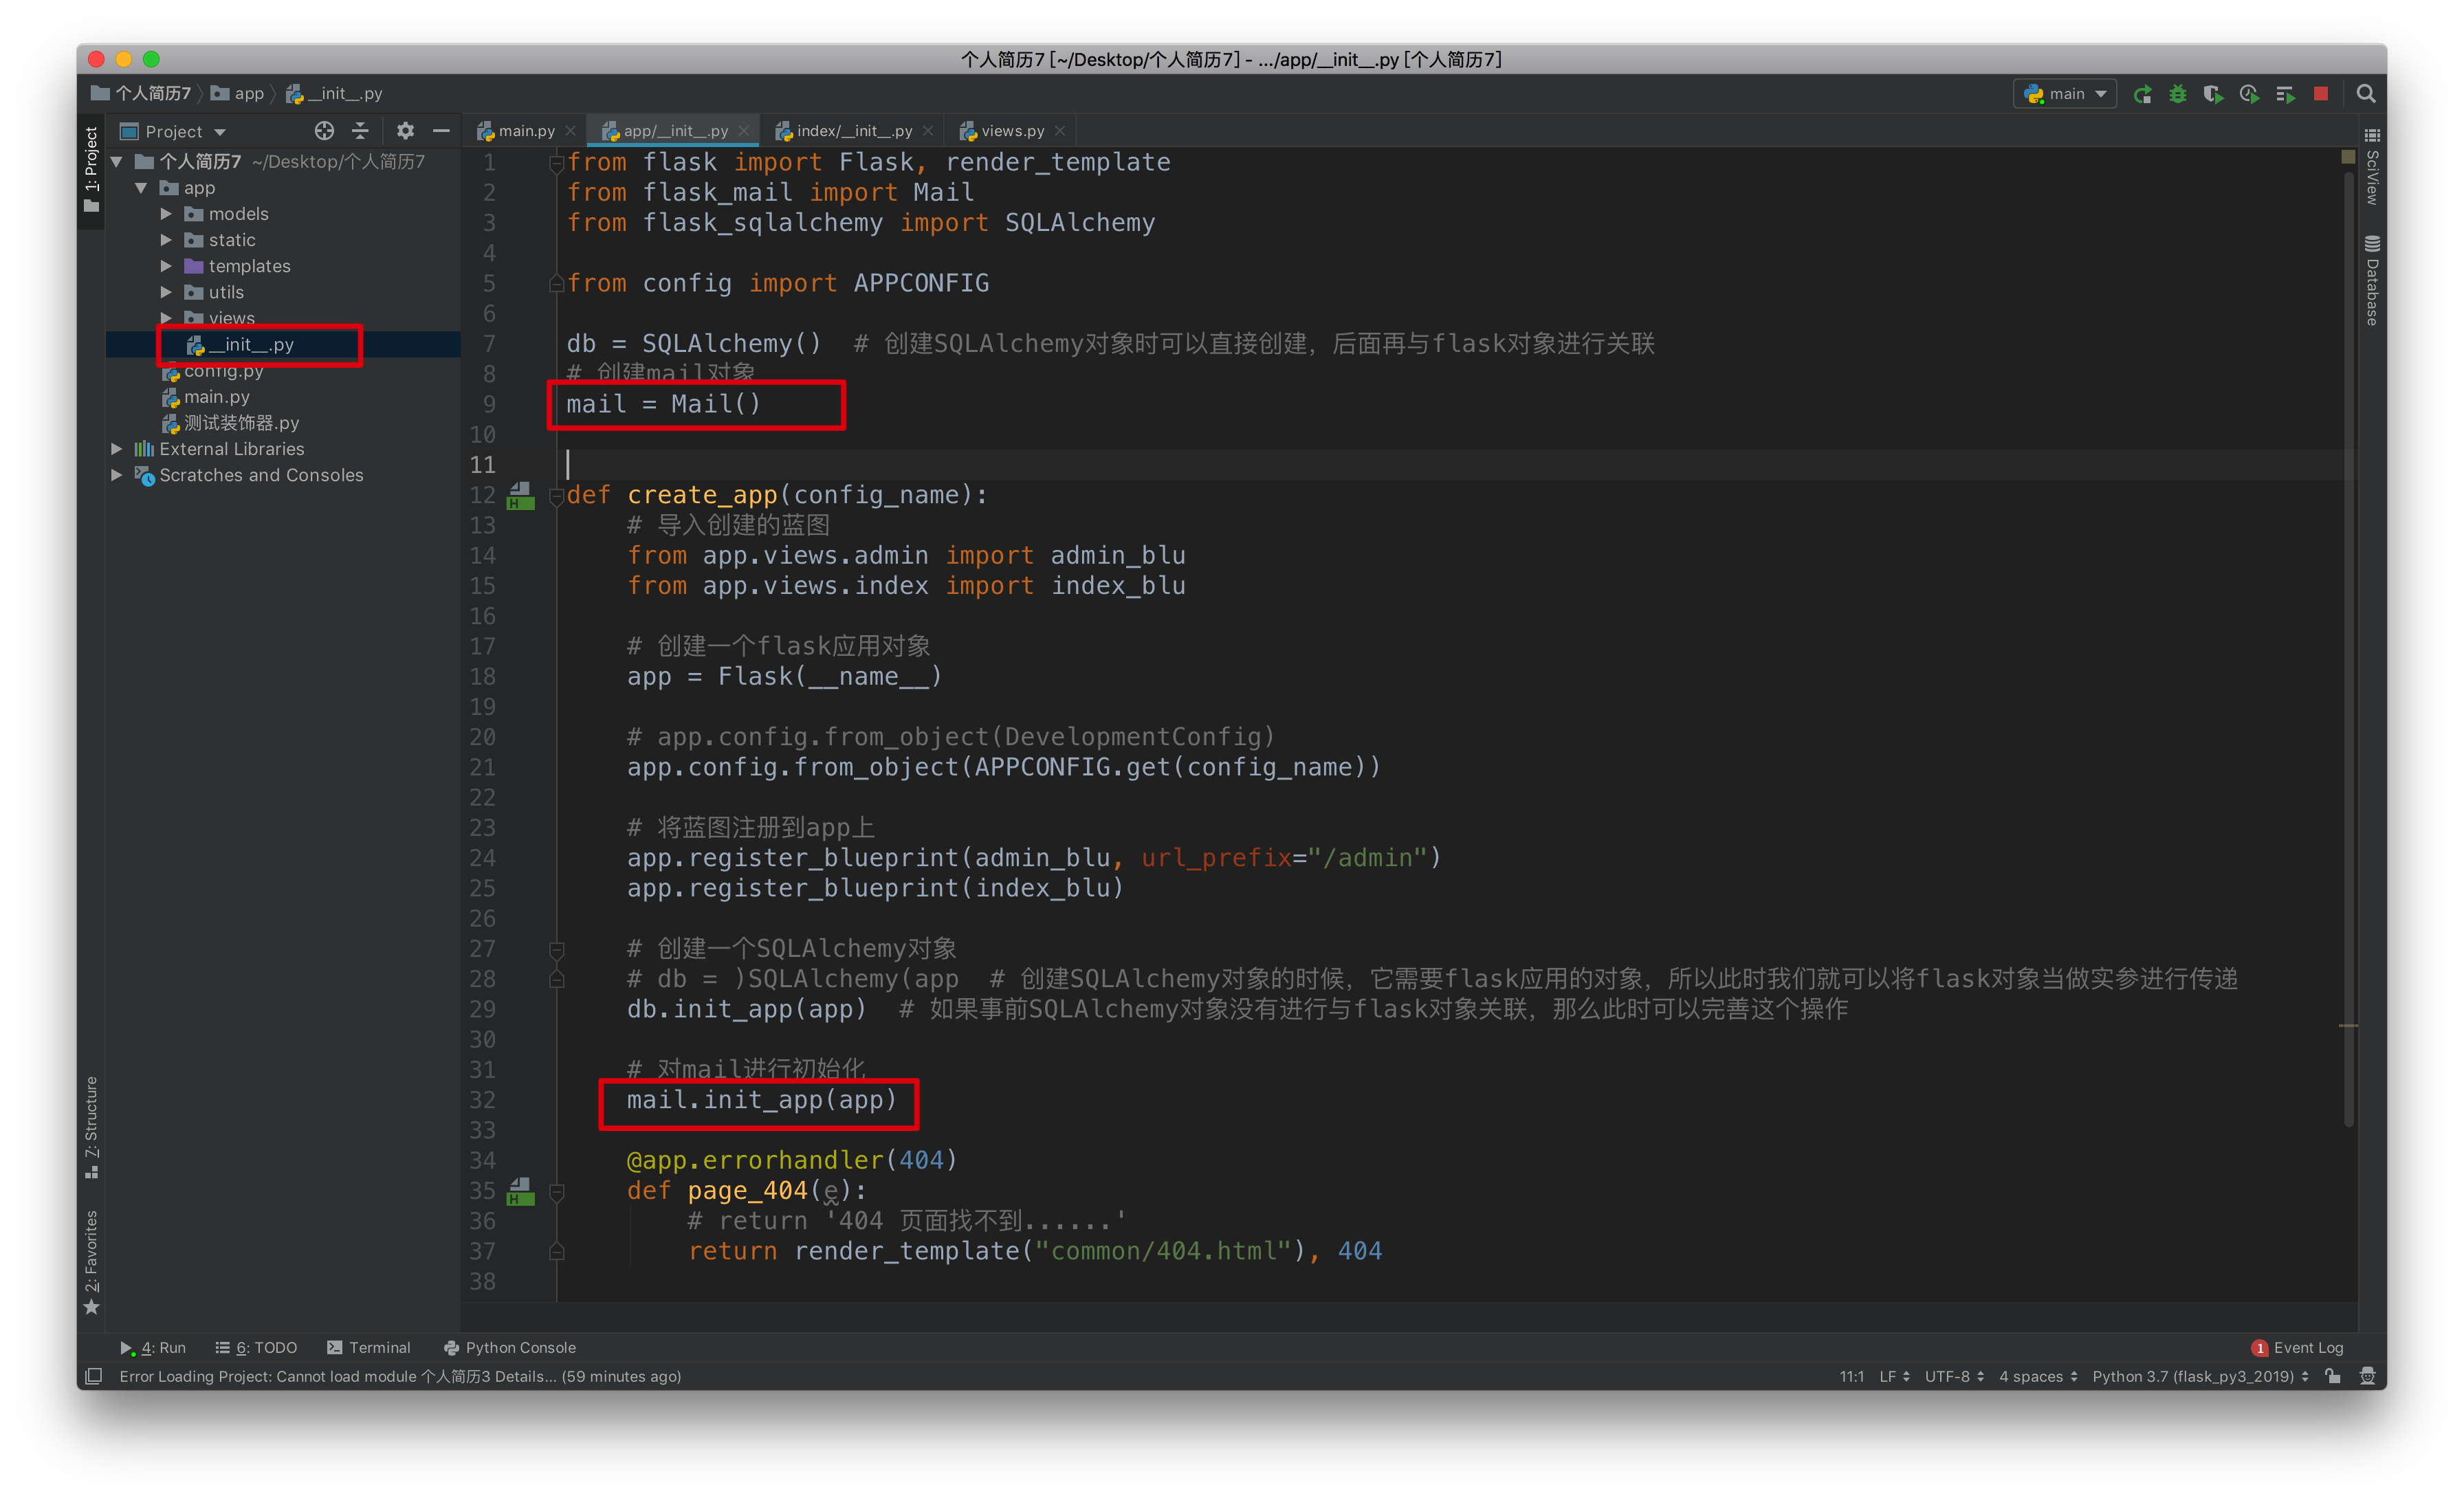 个人简历7 [~/Desktop/个人简历7] - .../app/__init__.py [个人简历7]
个人简历7 app __init__.py
main
Project
main.py
app/__init__.py
index/__init__.py
views.py
1: Project
个人简历7 ~/Desktop/个人简历7
app
models
static
templates
utils
views
__init__.py
config.py
main.py
测试装饰器.py
External Libraries
Scratches and Consoles
7: Structure
2: Favorites
1 from flask import Flask, render_template
2 from flask_mail import Mail
3 from flask_sqlalchemy import SQLAlchemy
4
5 from config import APPCONFIG
6
7 db = SQLAlchemy()  # 创建SQLAlchemy对象时可以直接创建，后面再与flask对象进行关联
8 # 创建mail对象
9 mail = Mail()
10
11
12 def create_app(config_name):
13     # 导入创建的蓝图
14     from app.views.admin import admin_blu
15     from app.views.index import index_blu
16
17     # 创建一个flask应用对象
18     app = Flask(__name__)
19
20     # app.config.from_object(DevelopmentConfig)
21     app.config.from_object(APPCONFIG.get(config_name))
22
23     # 将蓝图注册到app上
24     app.register_blueprint(admin_blu, url_prefix="/admin")
25     app.register_blueprint(index_blu)
26
27     # 创建一个SQLAlchemy对象
28     # db = )SQLAlchemy(app  # 创建SQLAlchemy对象的时候，它需要flask应用的对象，所以此时我们就可以将flask对象当做实参进行传递
29     db.init_app(app)  # 如果事前SQLAlchemy对象没有进行与flask对象关联，那么此时可以完善这个操作
30
31     # 对mail进行初始化
32     mail.init_app(app)
33
34     @app.errorhandler(404)
35     def page_404(e):
36         # return '404 页面找不到......'
37         return render_template("common/404.html"), 404
38
SciView
Database
4: Run
6: TODO
Terminal
Python Console
1 Event Log
Error Loading Project: Cannot load module 个人简历3 Details... (59 minutes ago)
11:1 LF UTF-8 4 spaces Python 3.7 (flask_py3_2019)